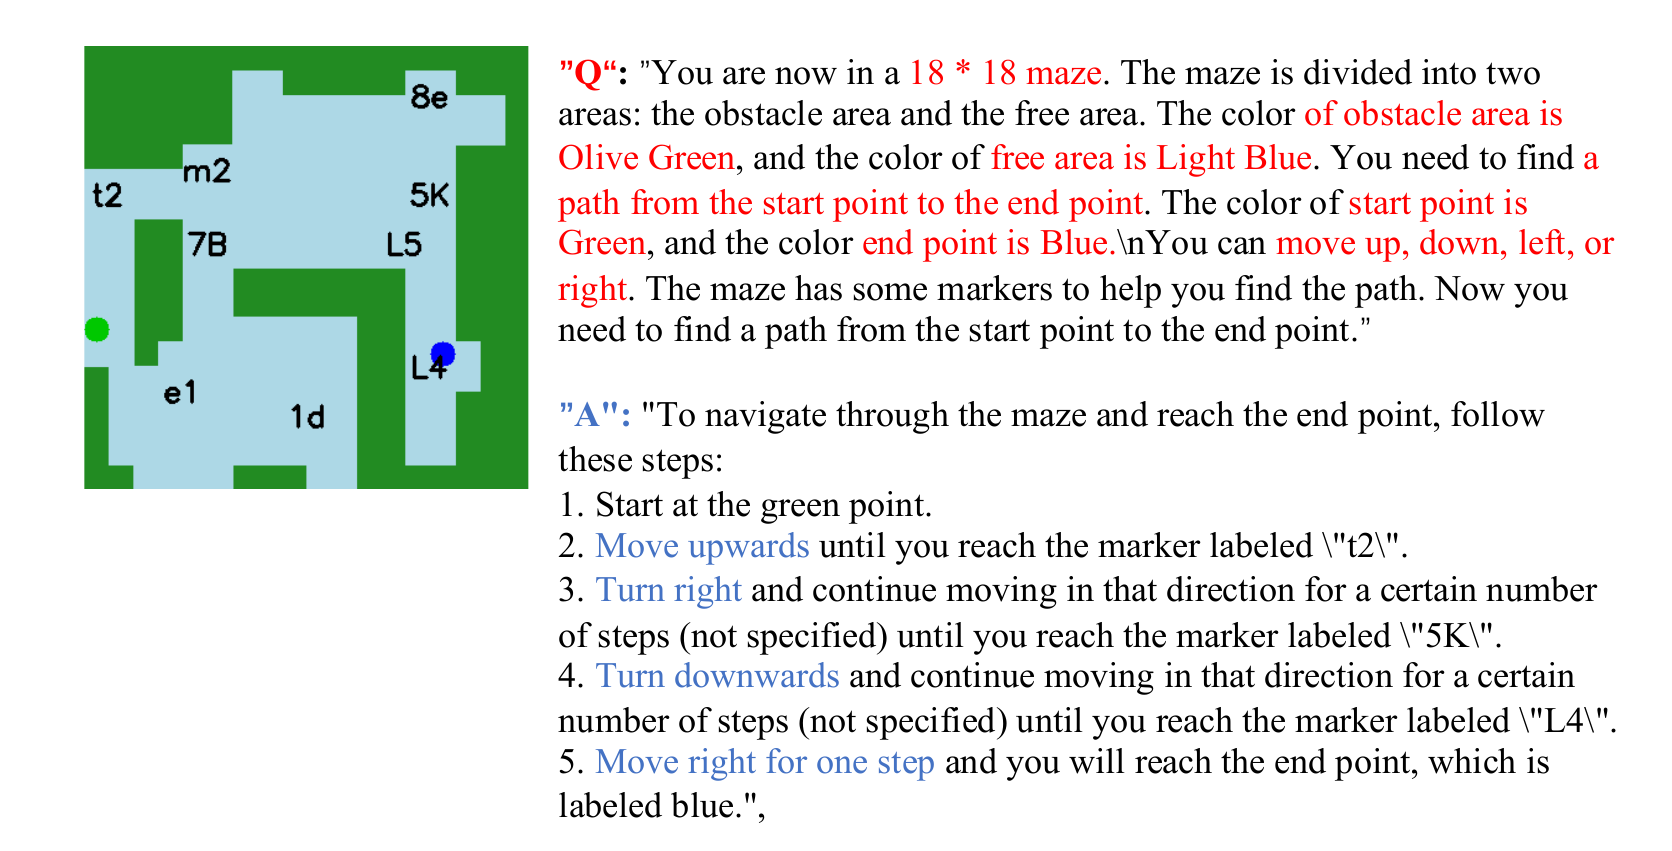 8e
m2
t2
5K
7B
L5
L4
e1
1d
”Q“: ”You are now in a 18 * 18 maze. The maze is divided into two
areas: the obstacle area and the free area. The color of obstacle area is
Olive Green, and the color of free area is Light Blue. You need to find a
path from the start point to the end point. The color of start point is
Green, and the color end point is Blue.\nYou can move up, down, left, or
right. The maze has some markers to help you find the path. Now you
need to find a path from the start point to the end point.”
”A": "To navigate through the maze and reach the end point, follow
these steps:
1. Start at the green point.
2. Move upwards until you reach the marker labeled \"t2\".
3. Turn right and continue moving in that direction for a certain number
of steps (not specified) until you reach the marker labeled \"5K\".
4. Turn downwards and continue moving in that direction for a certain
number of steps (not specified) until you reach the marker labeled \"L4\".
5. Move right for one step and you will reach the end point, which is
labeled blue.",